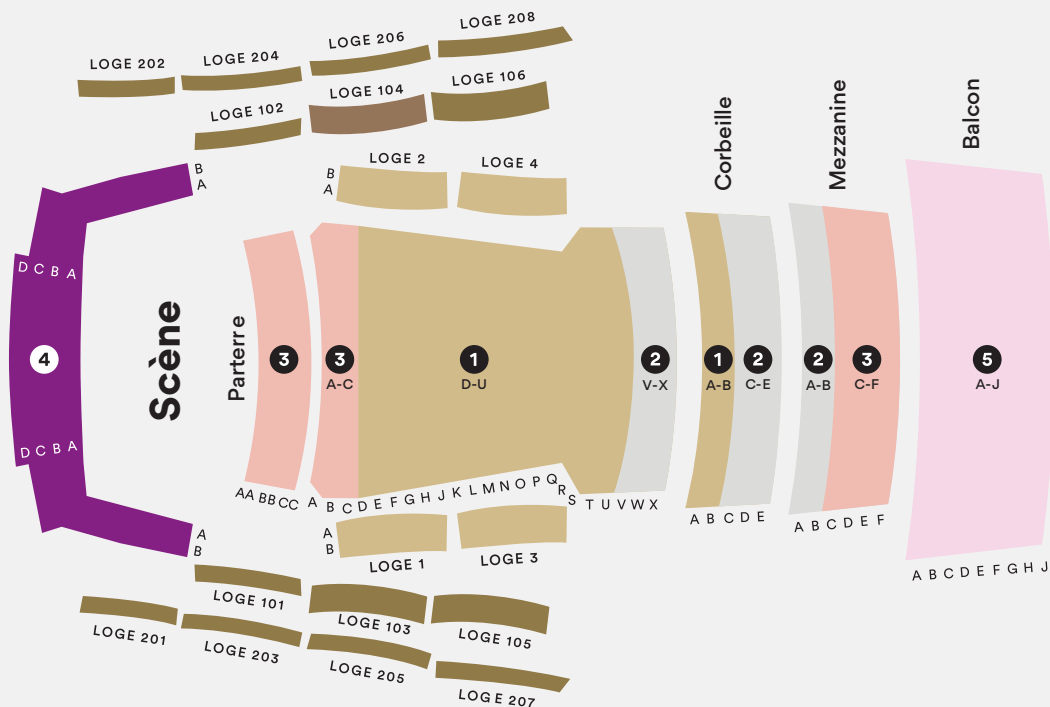 LOGE 202
LOGE 204
LOGE 206
LOGE 208
LOGE 102
LOGE 104
LOGE 106
B
A
B
A
LOGE 2
LOGE 4
Corbeille
Mezzanine
Balcon
D C B A
4
D C B A
Scène
Parterre
3
3
A-C
1
D-U
2
V-X
1
A-B
2
C-E
2
A-B
3
C-F
5
A-J
AA BB CC
A B C D E F G H J K L M N O P Q R S T U V W X
A B C D E
A B C D E F
A B C D E F G H J
A
B
A
B
LOGE 1
LOGE 3
LOGE 101
LOGE 103
LOGE 105
LOGE 201
LOGE 203
LOGE 205
LOGE 207